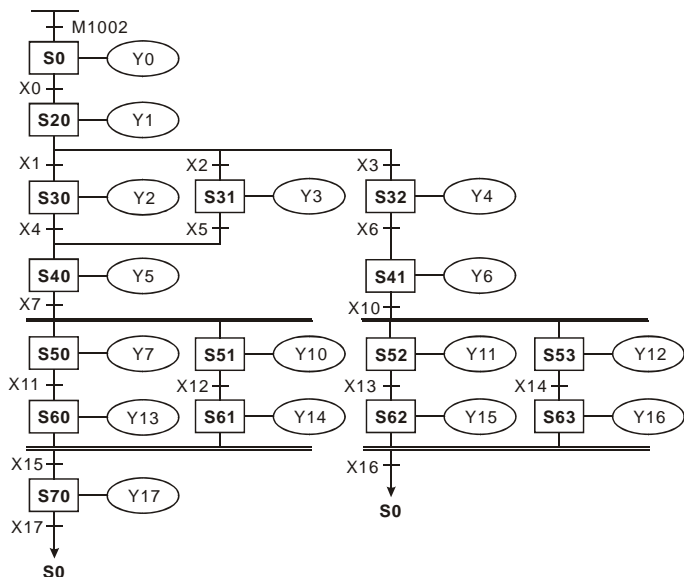 M1002
S0 Y0
X0
S20 Y1
X1 X2 X3
S30 Y2 S31 Y3 S32 Y4
X4 X5 X6
S40 Y5 S41 Y6
X7 X10
S50 Y7 S51 Y10 S52 Y11 S53 Y12
X11 X12 X13 X14
S60 Y13 S61 Y14 S62 Y15 S63 Y16
X15 X16
S70 Y17 S0
X17
S0